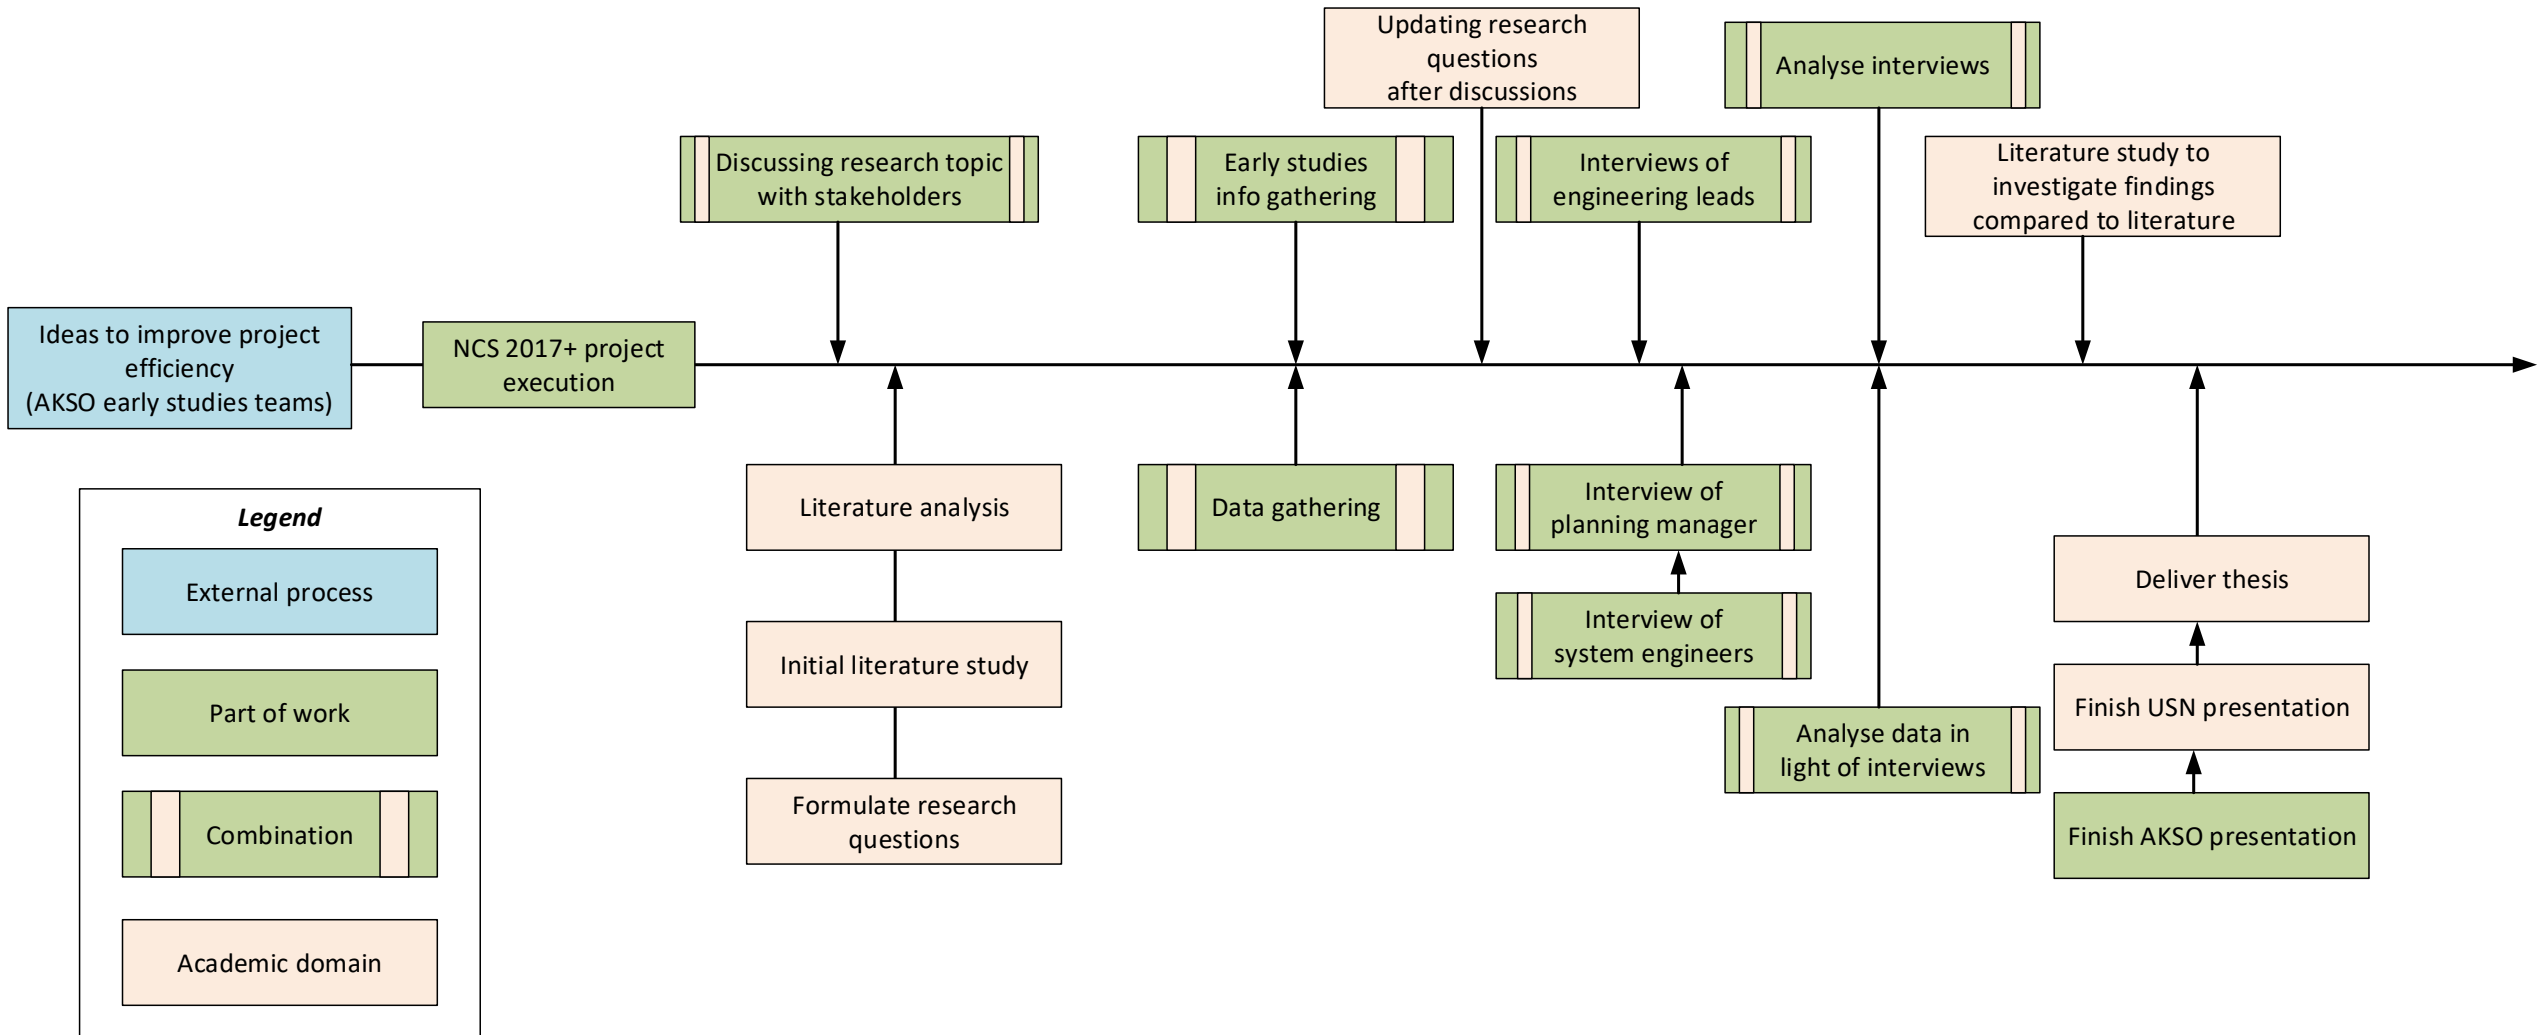 Updating research
questions
after discussions
Analyse interviews
Discussing research topic
with stakeholders
Early studies
info gathering
Interviews of
engineering leads
Literature study to
investigate findings
compared to literature
Ideas to improve project
efficiency
(AKSO early studies teams)
NCS 2017+ project
execution
Legend
External process
Part of work
Combination
Academic domain
Literature analysis
Initial literature study
Formulate research
questions
Data gathering
Interview of
planning manager
Interview of
system engineers
Analyse data in
light of interviews
Deliver thesis
Finish USN presentation
Finish AKSO presentation